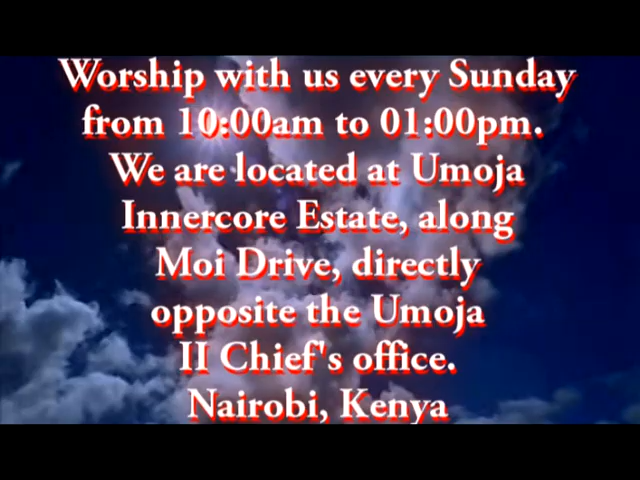 Worship with us every Sunday
from 10:00am to 01:00pm.
We are located at Umoja
Innercore Estate, along
Moi Drive, directly
opposite the Umoja
II Chief's office.
Nairobi, Kenya